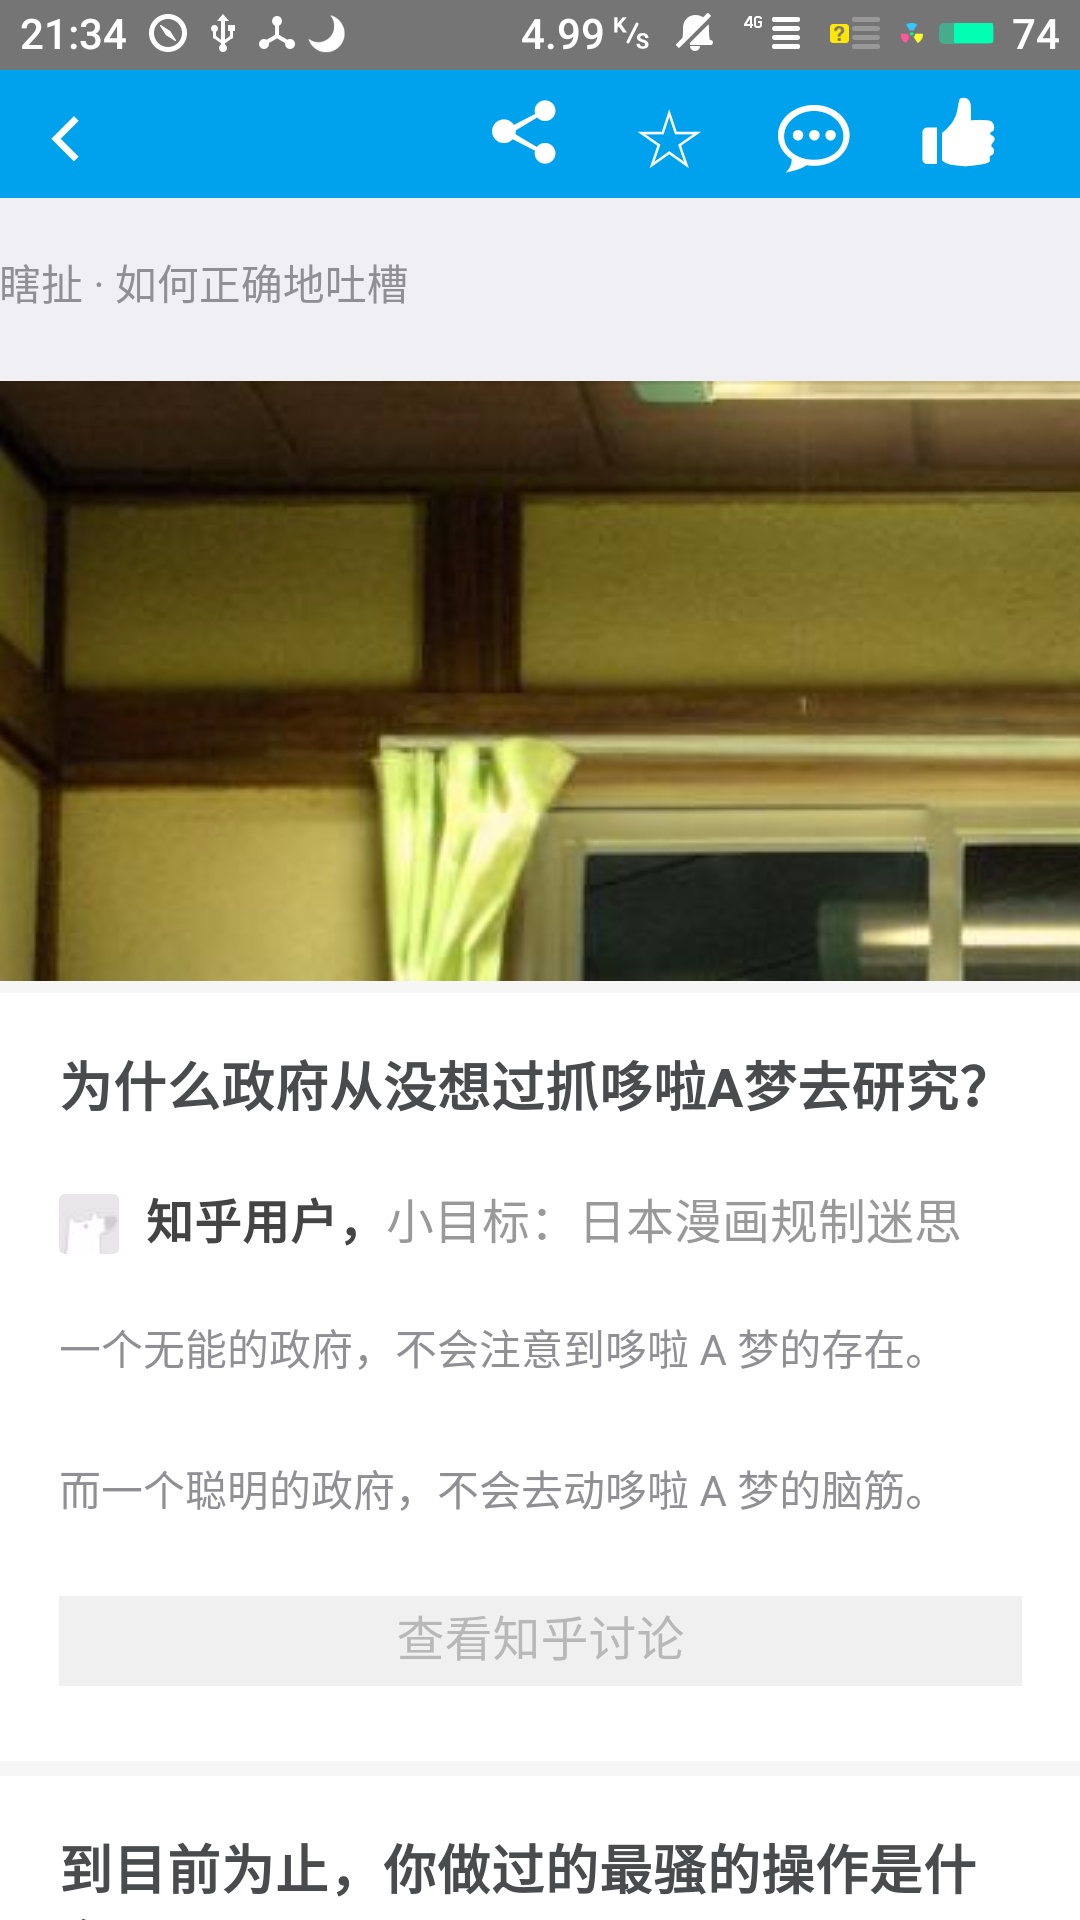 21:34 4.99 K/s 4G ? 74
瞎扯 · 如何正确地吐槽
为什么政府从没想过抓哆啦A梦去研究？
知乎用户，小目标：日本漫画规制迷思
一个无能的政府，不会注意到哆啦 A 梦的存在。
而一个聪明的政府，不会去动哆啦 A 梦的脑筋。
查看知乎讨论
到目前为止，你做过的最骚的操作是什